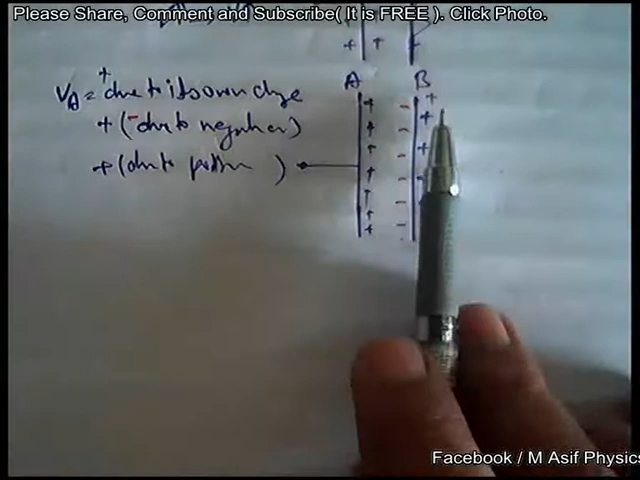 Please Share, Comment and Subscribe( It is FREE ). Click Photo.
+ +
A B
V_A = + due to its own charge
+ (- due to negative)
+ (due to positive )
+ - +
+ - +
+ - +
+ -
+ -
+ -
+ -
Facebook / M Asif Physics